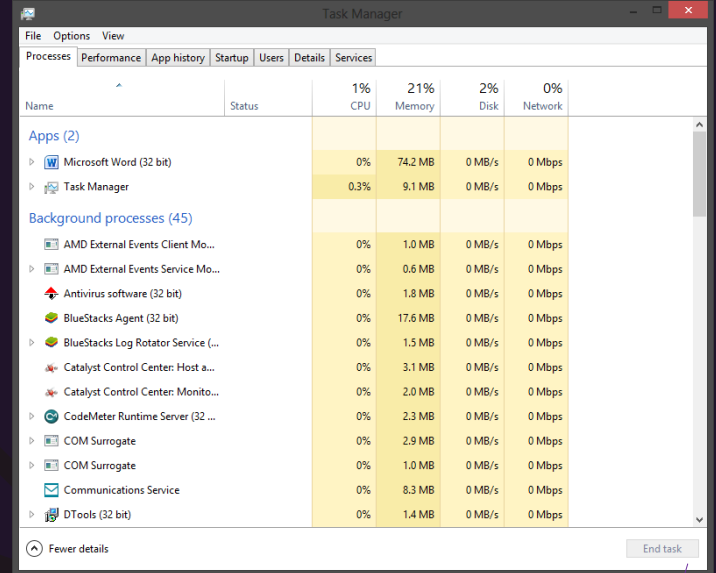 Task Manager
File Options View
Processes Performance App history Startup Users Details Services
1% 21% 2% 0%
Name Status CPU Memory Disk Network
Apps (2)
Microsoft Word (32 bit) 0% 74.2 MB 0 MB/s 0 Mbps
Task Manager 0.3% 9.1 MB 0 MB/s 0 Mbps
Background processes (45)
AMD External Events Client Mo... 0% 1.0 MB 0 MB/s 0 Mbps
AMD External Events Service Mo... 0% 0.6 MB 0 MB/s 0 Mbps
Antivirus software (32 bit) 0% 1.8 MB 0 MB/s 0 Mbps
BlueStacks Agent (32 bit) 0% 17.6 MB 0 MB/s 0 Mbps
BlueStacks Log Rotator Service (... 0% 1.5 MB 0 MB/s 0 Mbps
Catalyst Control Center: Host a... 0% 3.1 MB 0 MB/s 0 Mbps
Catalyst Control Center: Monito... 0% 2.0 MB 0 MB/s 0 Mbps
CodeMeter Runtime Server (32 ... 0% 2.3 MB 0 MB/s 0 Mbps
COM Surrogate 0% 2.9 MB 0 MB/s 0 Mbps
COM Surrogate 0% 1.0 MB 0 MB/s 0 Mbps
Communications Service 0% 8.3 MB 0 MB/s 0 Mbps
DTools (32 bit) 0% 1.4 MB 0 MB/s 0 Mbps
Fewer details End task